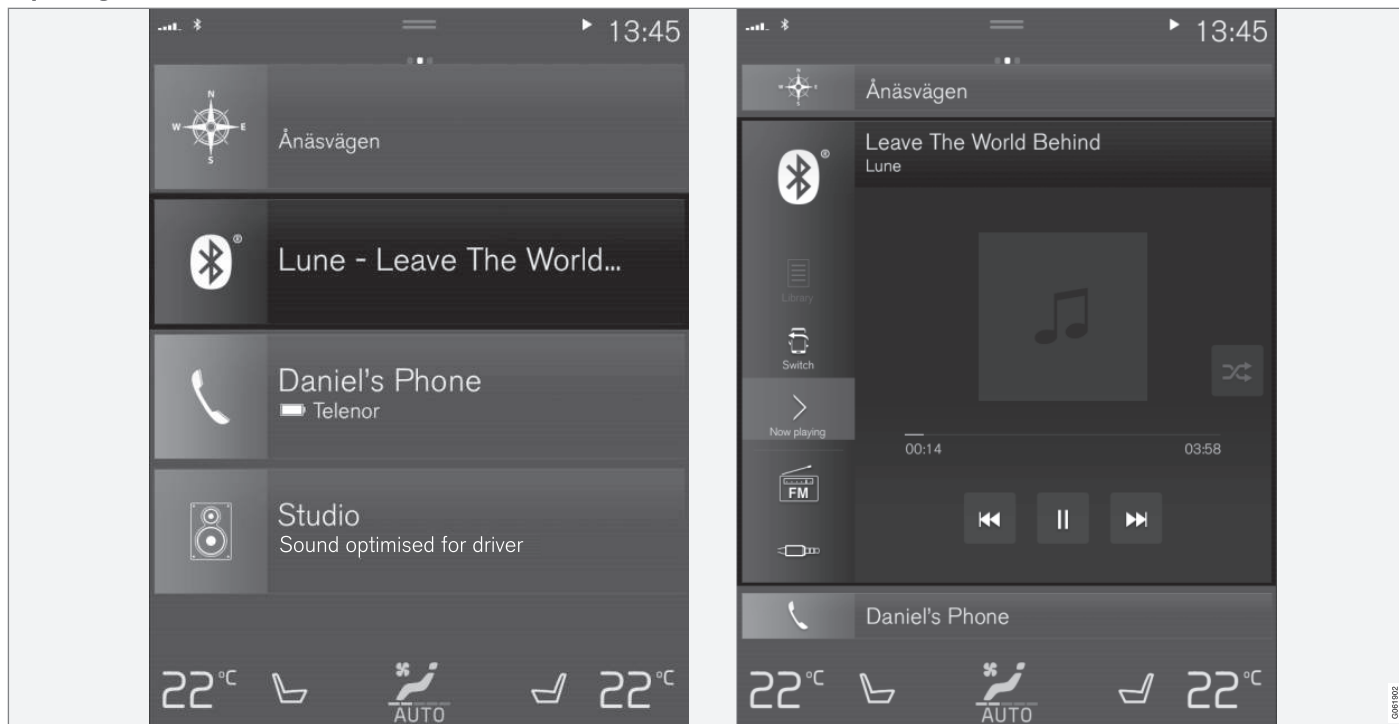 13:45
N
W E
S
Ånäsvägen
Lune - Leave The World...
Daniel's Phone
Telenor
Studio
Sound optimised for driver
22°C 22°C
AUTO
13:45
W E
Ånäsvägen
Leave The World Behind
Lune
Library
Switch
Now playing
00:14 03:58
FM
Daniel's Phone
22°C 22°C
AUTO
G061902